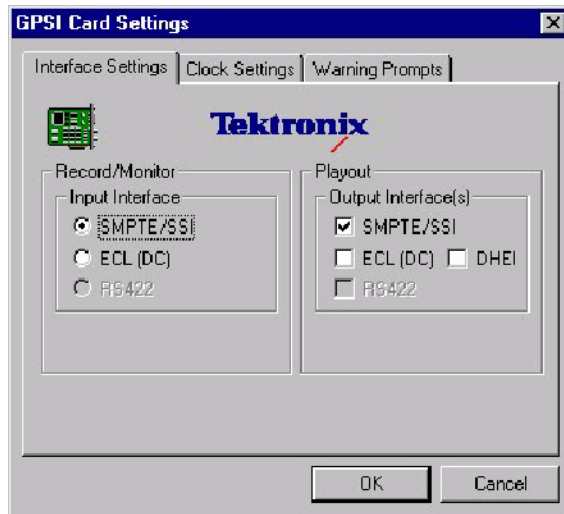 GPSI Card Settings
Interface Settings
Clock Settings
Warning Prompts
Tektronix
Record/Monitor
Input Interface
SMPTE/SSI
ECL (DC)
RS422
Playout
Output Interface(s)
SMPTE/SSI
ECL (DC)
DHEI
RS422
OK
Cancel